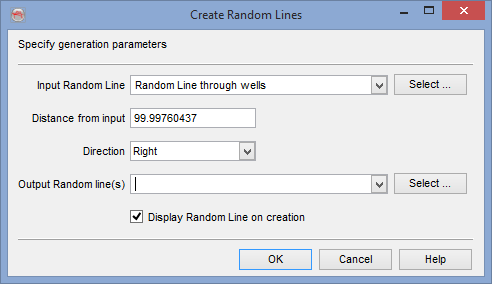 Create Random Lines
Specify generation parameters
Input Random Line Random Line through wells Select ...
Distance from input 99.99760437
Direction Right
Output Random line(s) Select ...
Display Random Line on creation
OK Cancel Help